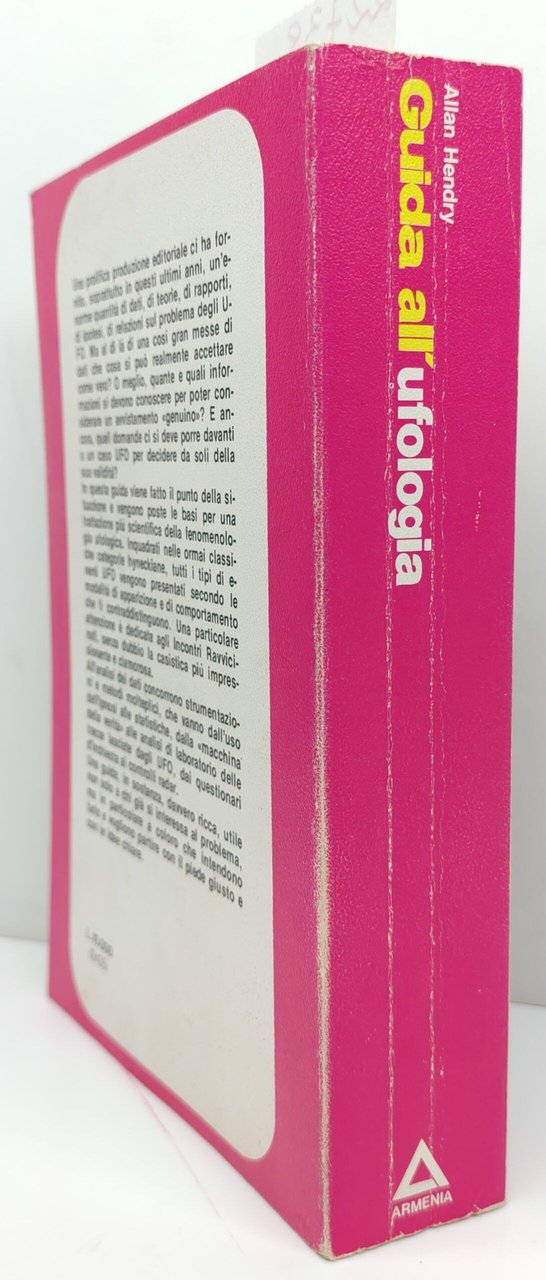 Allan Hendry
Guida all'ufologia
ARMENIA
Una prolifica produzione editoriale ci ha for-
nito, soprattutto in questi ultimi anni, un'e-
norme quantità di dati, di teorie, di rapporti,
di ipotesi, di relazioni sul problema degli U-
FO. Ma al di là di una così gran messe di
dati che cosa si può realmente accettare
come vero? O meglio, quante e quali infor-
mazioni si devono conoscere per poter con-
siderare un avvistamento «genuino»? E an-
cora, quali domande ci si deve porre davanti
a un caso UFO per decidere da soli della
sua validità?
In questa guida viene fatto il punto della si-
tuazione e vengono poste le basi per una
trattazione più scientifica della fenomenolo-
gia ufologica. Inquadrati nelle ormai classi-
che categorie hyneckiane, tutti i tipi di e-
venti UFO vengono presentati secondo le
modalità di apparizione e di comportamento
che li contraddistinguono. Una particolare
attenzione è dedicata agli Incontri Ravvici-
nati, senza dubbio la casistica più impres-
sionante e clamorosa.
All'analisi dei dati concorrono strumentazio-
ni e metodi molteplici, che vanno dall'uso
dell'ipnosi alle statistiche, dalla «macchina
della verità» alle analisi di laboratorio delle
tracce lasciate dagli UFO, dai questionari
d'inchiesta ai controlli radar.
Una guida, in sostanza, davvero ricca, utile
non solo a chi già si interessa al problema,
ma in particolare a coloro che intendono
e vogliono partire con il piede giusto e
con le idee chiare.